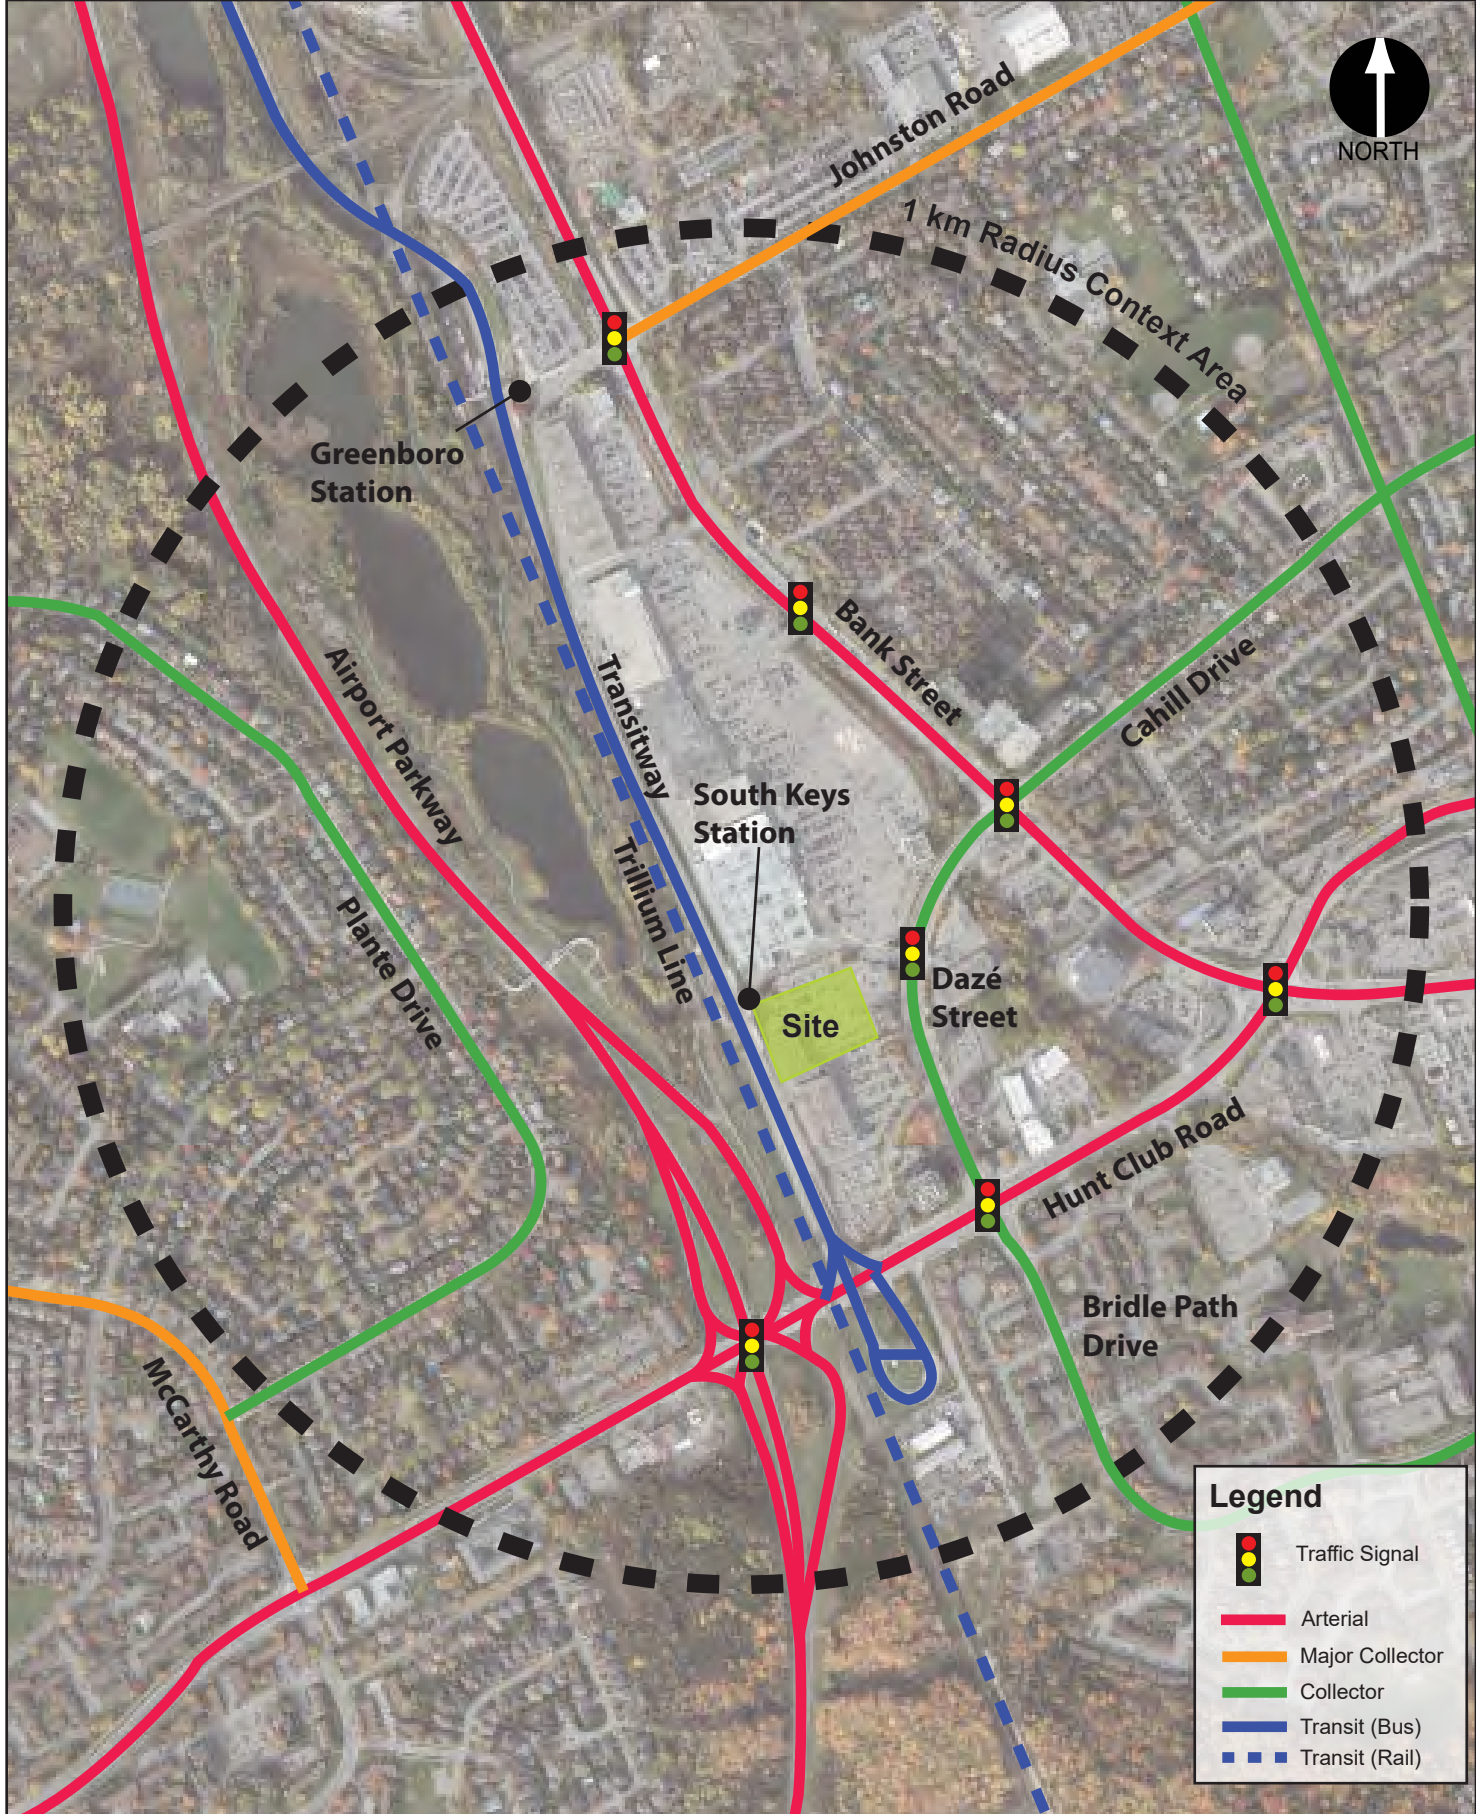 NORTH
Johnston Road
1 km Radius Context Area
Greenboro
Station
Bank Street
Cahill Drive
Airport Parkway
Transitway
South Keys
Station
Trillium Line
Plante Drive
Dazé
Street
Site
Hunt Club Road
Bridle Path
Drive
McCarthy Road
Legend
Traffic Signal
Arterial
Major Collector
Collector
Transit (Bus)
Transit (Rail)